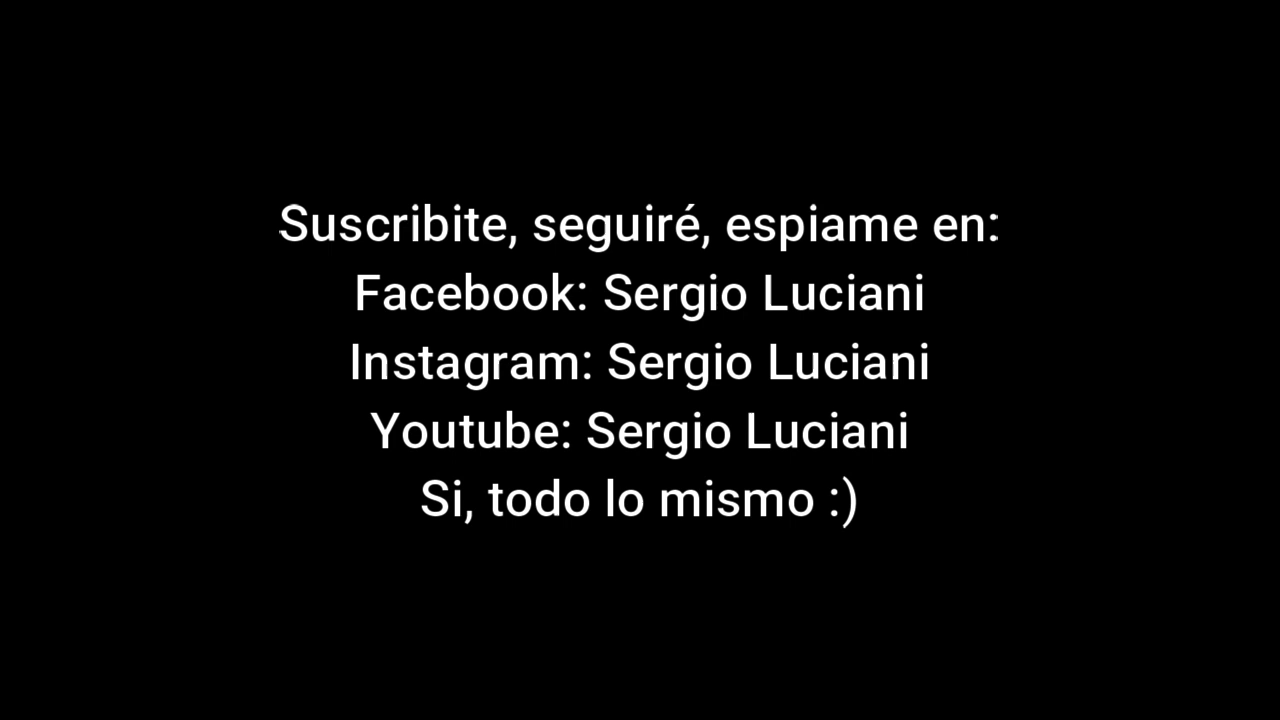 Suscribite, seguiré, espiame en:
Facebook: Sergio Luciani
Instagram: Sergio Luciani
Youtube: Sergio Luciani
Si, todo lo mismo :)